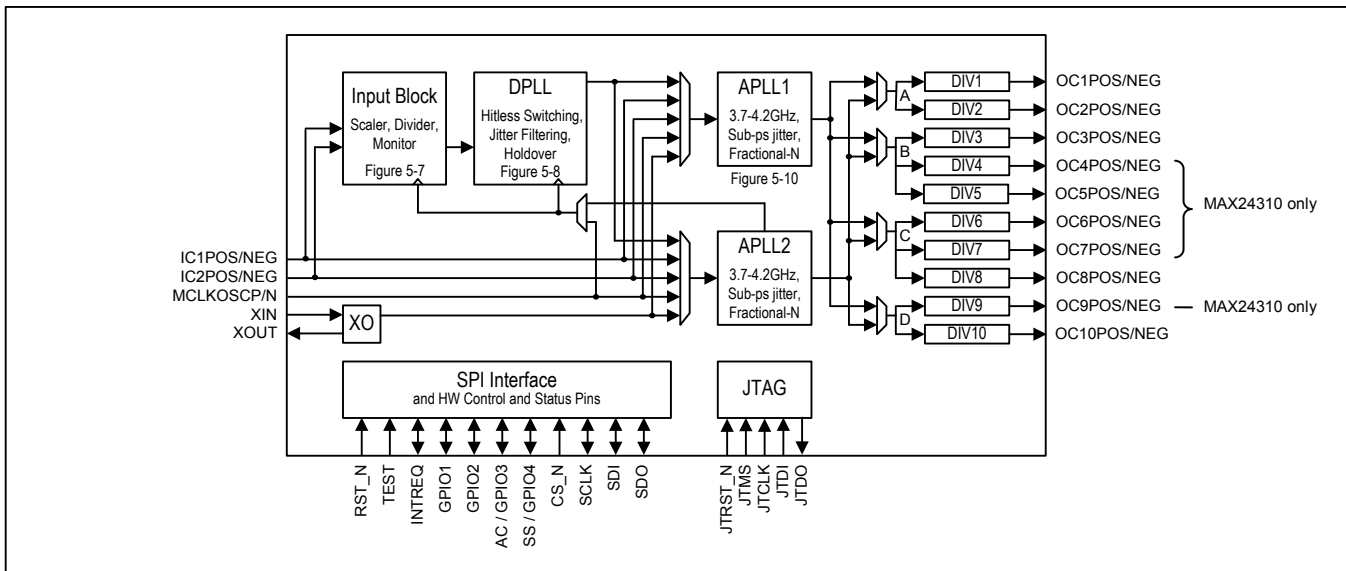 Input Block
Scaler, Divider,
Monitor
Figure 5-7
DPLL
Hitless Switching,
Jitter Filtering,
Holdover
Figure 5-8
APLL1
3.7-4.2GHz,
Sub-ps jitter,
Fractional-N
Figure 5-10
APLL2
3.7-4.2GHz,
Sub-ps jitter,
Fractional-N
A
B
C
D
DIV1
DIV2
DIV3
DIV4
DIV5
DIV6
DIV7
DIV8
DIV9
DIV10
OC1POS/NEG
OC2POS/NEG
OC3POS/NEG
OC4POS/NEG
OC5POS/NEG
OC6POS/NEG
OC7POS/NEG
OC8POS/NEG
OC9POS/NEG
OC10POS/NEG
MAX24310 only
MAX24310 only
IC1POS/NEG
IC2POS/NEG
MCLKOSCP/N
XIN
XOUT
XO
SPI Interface
and HW Control and Status Pins
JTAG
RST_N
TEST
INTREQ
GPIO1
GPIO2
AC / GPIO3
SS / GPIO4
CS_N
SCLK
SDI
SDO
JTRST_N
JTMS
JTCLK
JTDI
JTDO